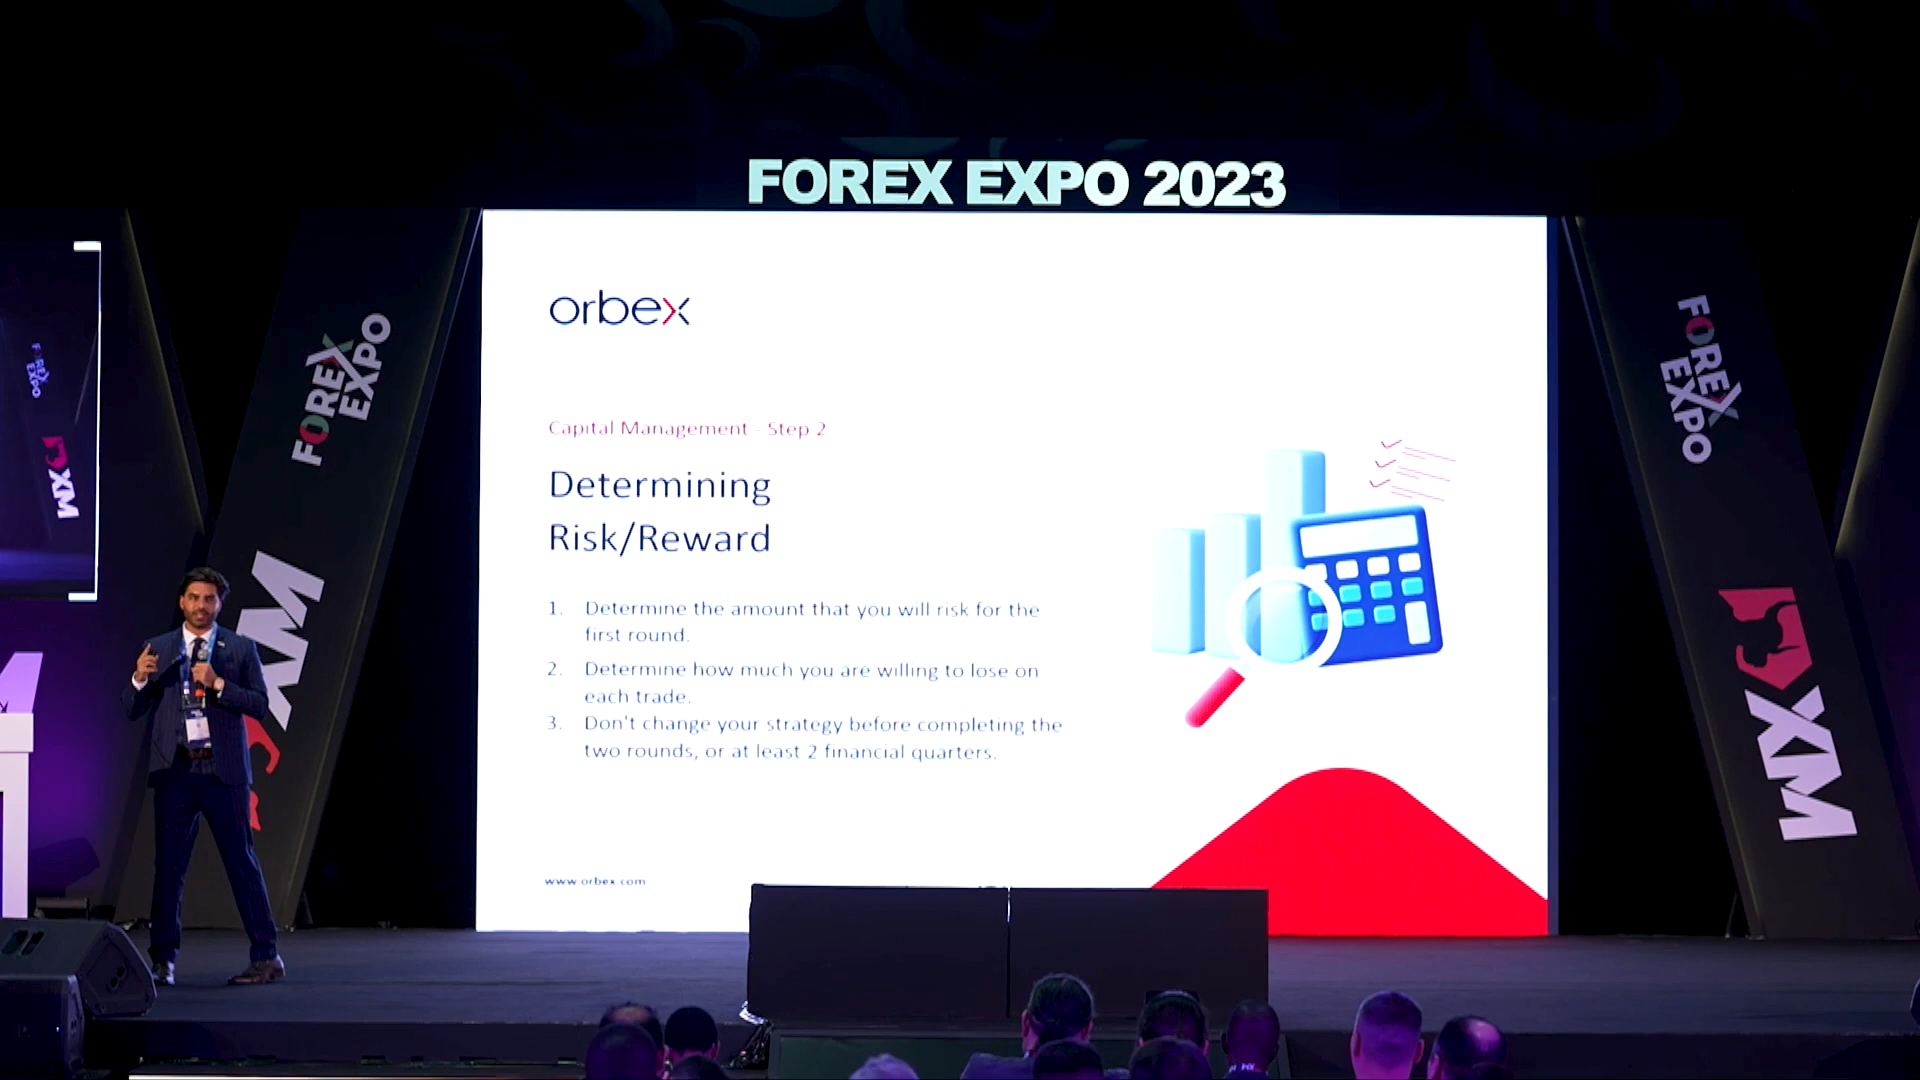 FOREX EXPO 2023
orbex
Capital Management - Step 2
Determining
Risk/Reward
1. Determine the amount that you will risk for the
first round.
2. Determine how much you are willing to lose on
each trade.
3. Don't change your strategy before completing the
two rounds, or at least 2 financial quarters.
www.orbex.com
FOREX
EXPO
XM
FOREX
EXPO
XM
FOREX
EXPO
XM